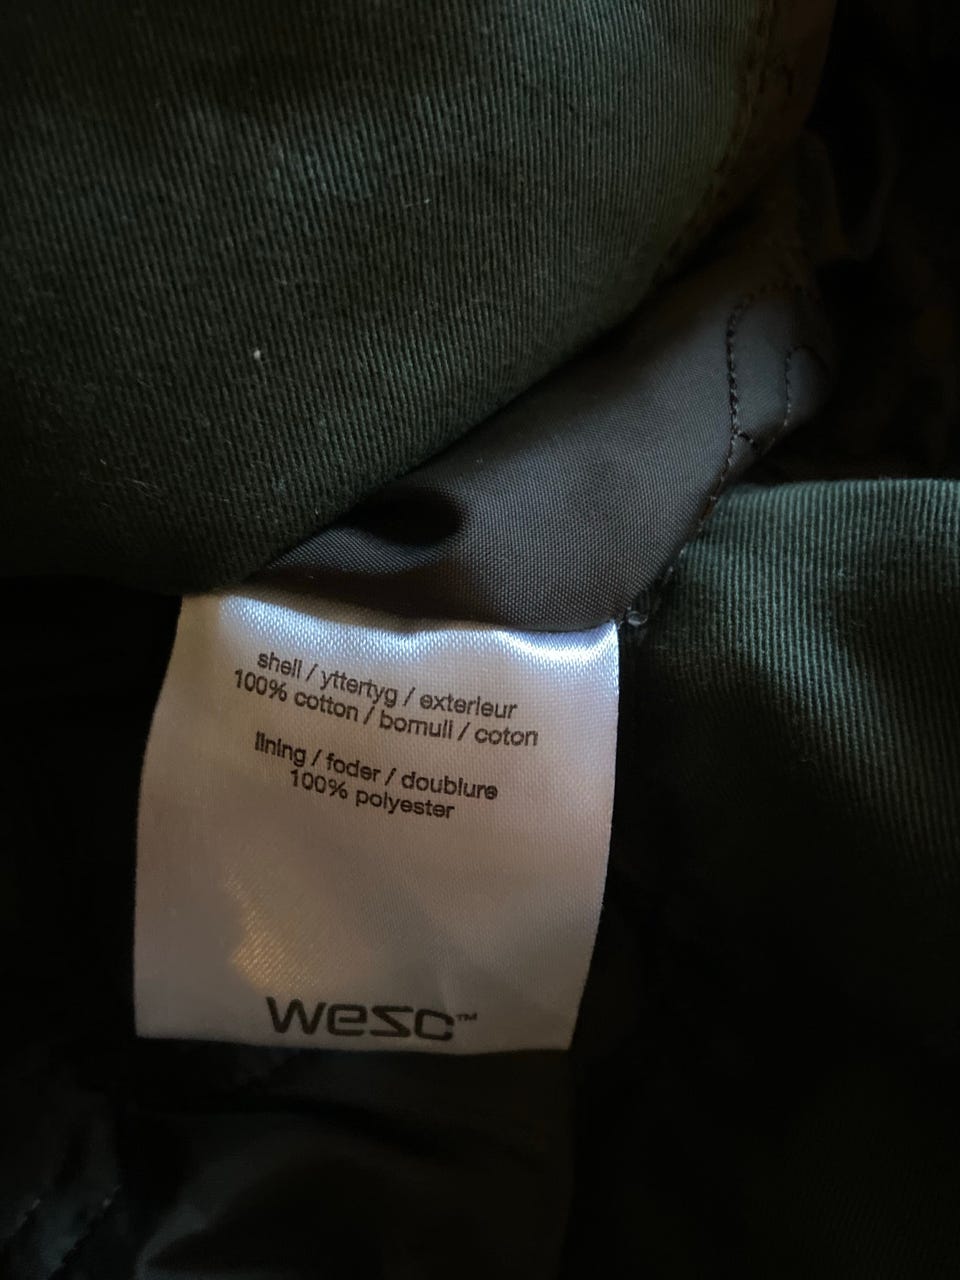 shell / yttertyg / exterieur
100% cotton / bomull / coton
lining / foder / doublure
100% polyester
wesc™